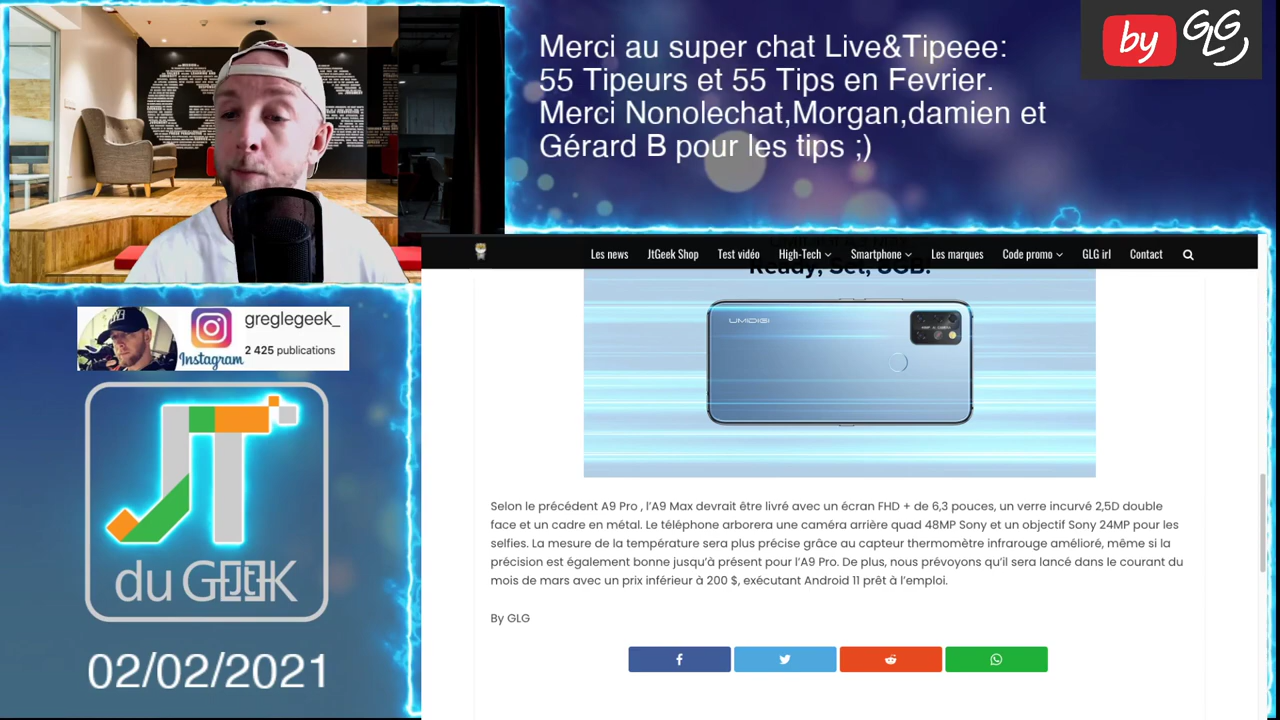 Merci au super chat Live&Tipeee:
55 Tipeurs et 55 Tips en Fevrier.
Merci Nonolechat,Morgan,damien et
Gérard B pour les tips ;)
by GLG
greglegeek_
2 425 publications
Instagram
JT
du GEEK
02/02/2021
Les news JtGeek Shop Test vidéo High-Tech Smartphone Les marques Code promo GLG irl Contact
UMIDIGI
Selon le précédent A9 Pro , l'A9 Max devrait être livré avec un écran FHD + de 6,3 pouces, un verre incurvé 2,5D double
face et un cadre en métal. Le téléphone arborera une caméra arrière quad 48MP Sony et un objectif Sony 24MP pour les
selfies. La mesure de la température sera plus précise grâce au capteur thermomètre infrarouge amélioré, même si la
précision est également bonne jusqu'à présent pour l'A9 Pro. De plus, nous prévoyons qu'il sera lancé dans le courant du
mois de mars avec un prix inférieur à 200 $, exécutant Android 11 prêt à l'emploi.
By GLG